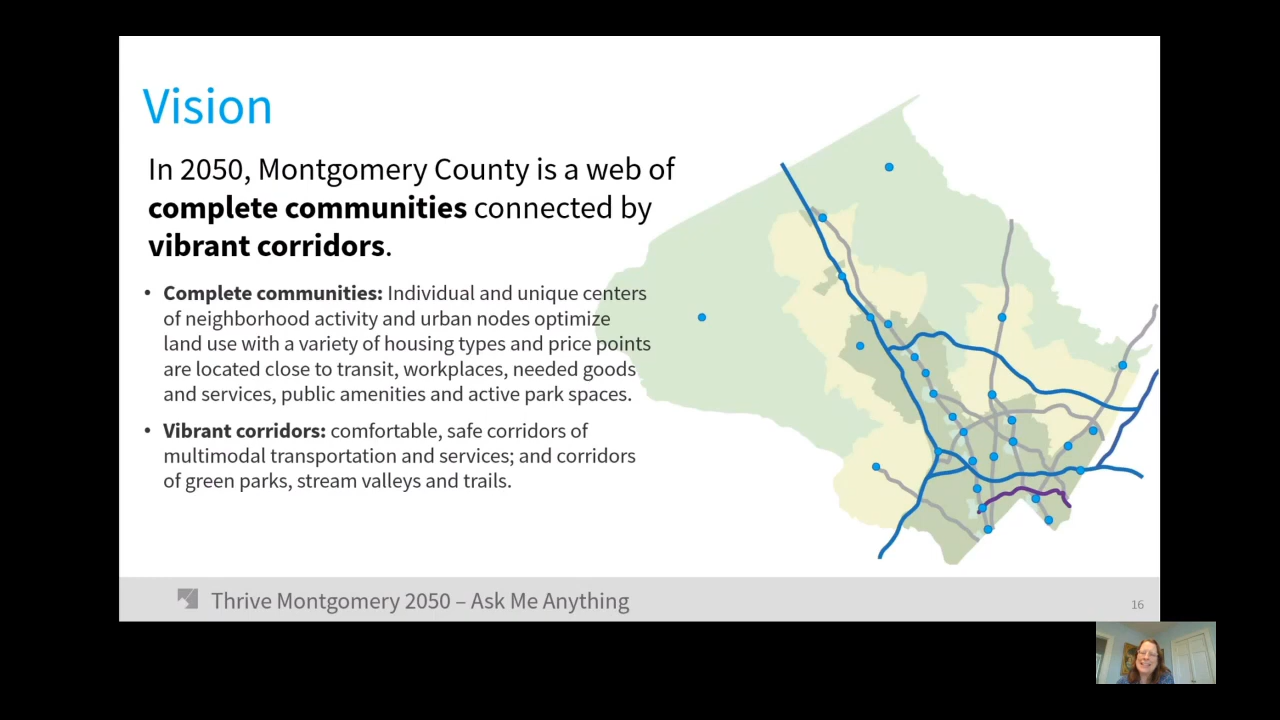 Vision
In 2050, Montgomery County is a web of
complete communities connected by
vibrant corridors.
• Complete communities: Individual and unique centers
of neighborhood activity and urban nodes optimize
land use with a variety of housing types and price points
are located close to transit, workplaces, needed goods
and services, public amenities and active park spaces.
• Vibrant corridors: comfortable, safe corridors of
multimodal transportation and services; and corridors
of green parks, stream valleys and trails.
Thrive Montgomery 2050 – Ask Me Anything
16